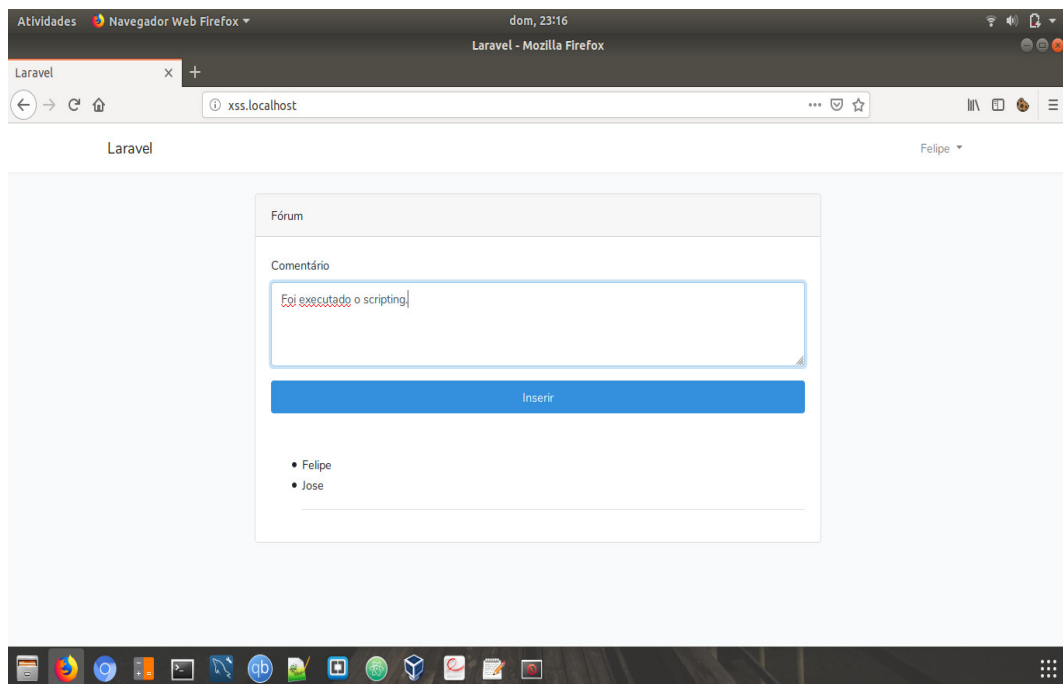 Atividades Navegador Web Firefox dom, 23:16
Laravel - Mozilla Firefox
Laravel
xss.localhost
Laravel Felipe
Fórum
Comentário
Foi executado o scripting.
Inserir
Felipe
Jose
qb